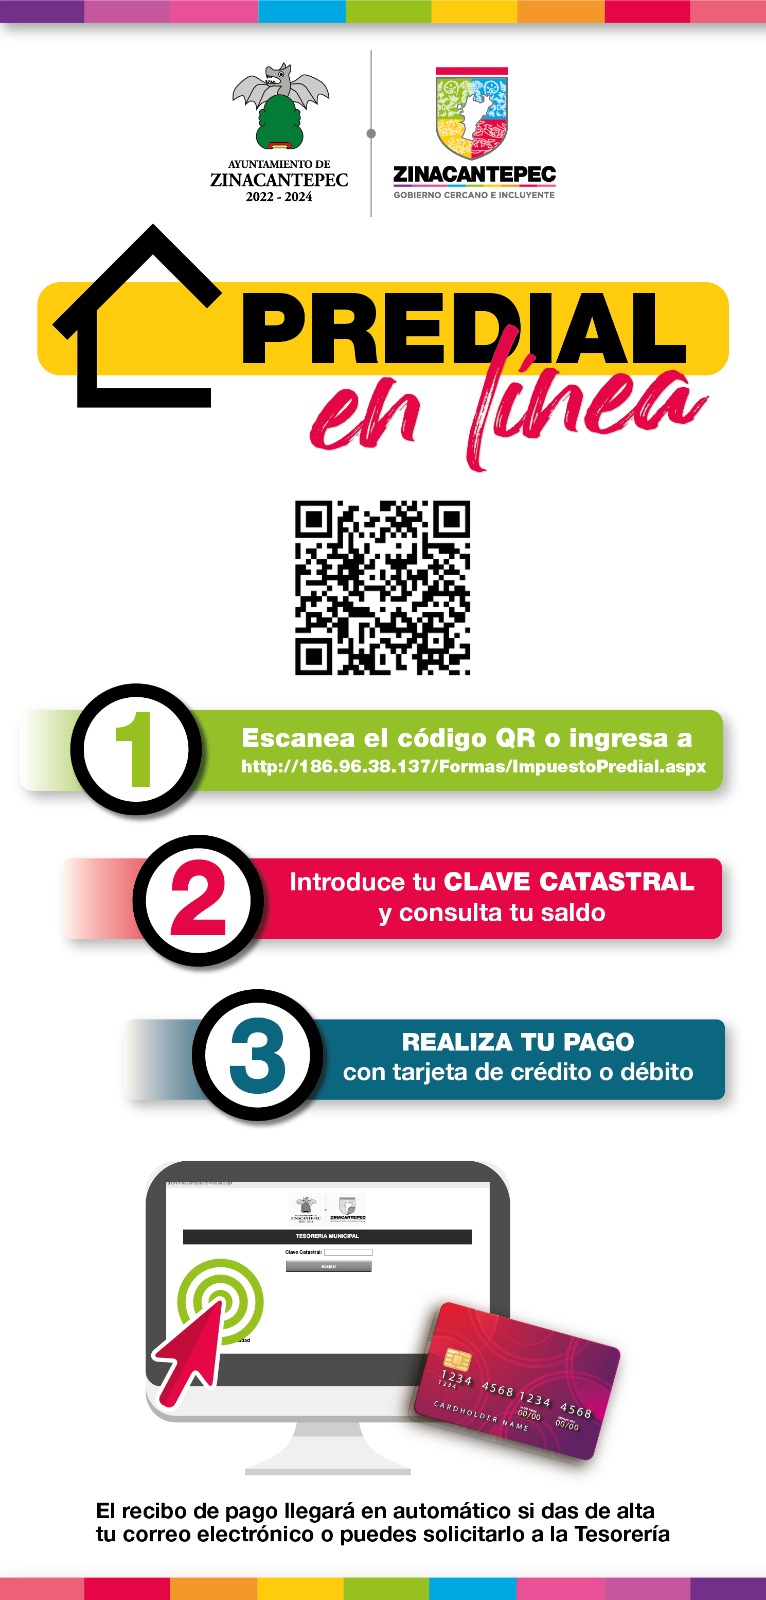 AYUNTAMIENTO DE
ZINACANTEPEC
2022 - 2024
ZINACANTEPEC
GOBIERNO CERCANO E INCLUYENTE
PREDIAL
en línea
1
Escanea el código QR o ingresa a
http://186.96.38.137/Formas/ImpuestoPredial.aspx
2
Introduce tu CLAVE CATASTRAL
y consulta tu saldo
3
REALIZA TU PAGO
con tarjeta de crédito o débito
ZINACANTEPEC
TESORERIA MUNICIPAL
Clave Catastral:
Aceptar
1234 4568 1234 4568
1234
00/00
00/00
CARDHOLDER NAME
El recibo de pago llegará en automático si das de alta
tu correo electrónico o puedes solicitarlo a la Tesorería